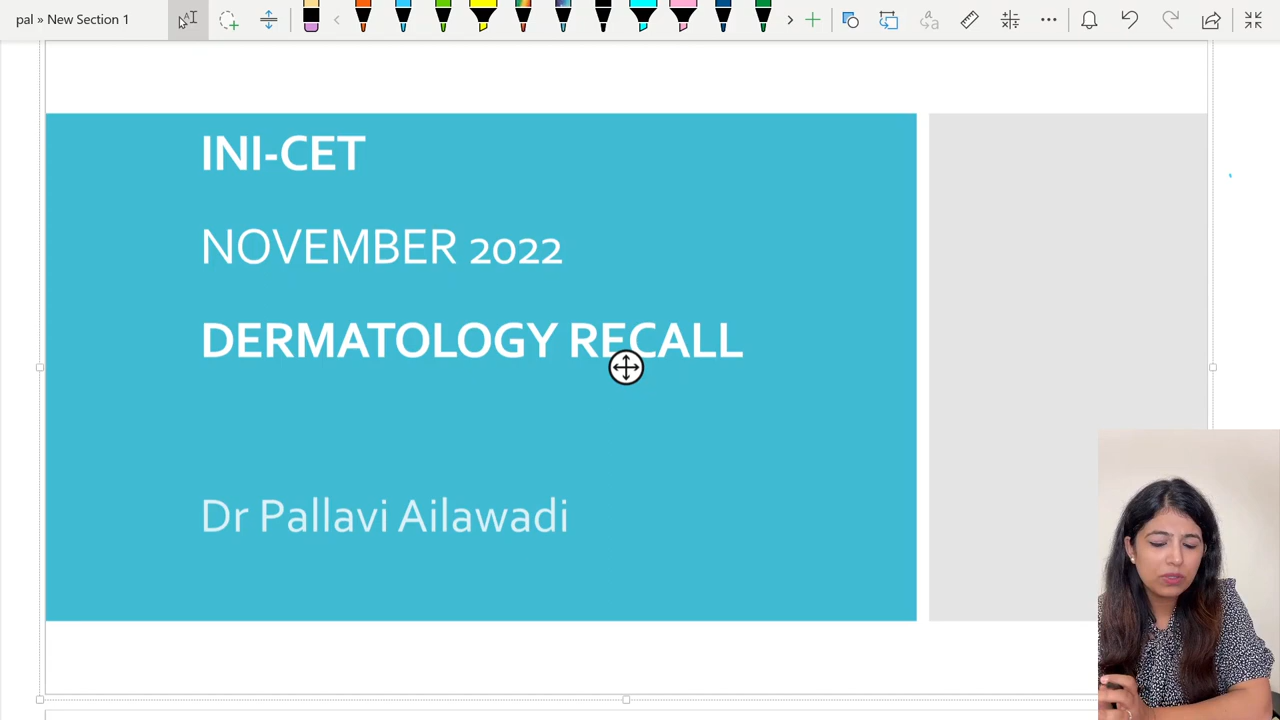 pal » New Section 1
INI-CET
NOVEMBER 2022
DERMATOLOGY RECALL
Dr Pallavi Ailawadi